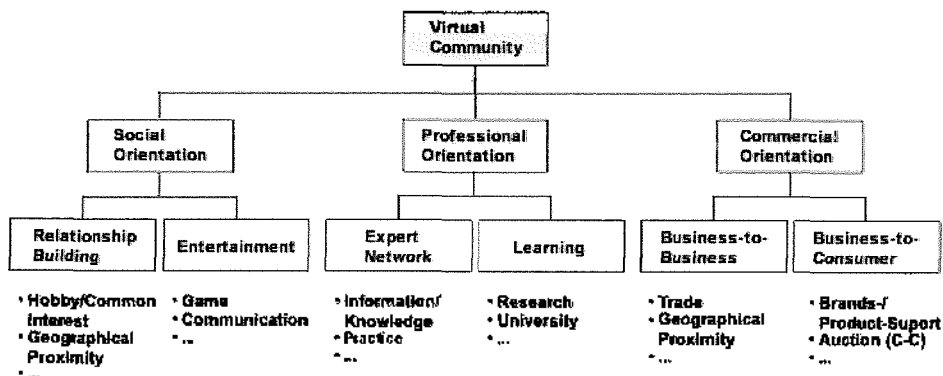 Virtual
Community
Social
Orientation
Professional
Orientation
Commercial
Orientation
Relationship
Building
Entertainment
Expert
Network
Learning
Business-to-
Business
Business-to-
Consumer
• Hobby/Common
Interest
• Geographical
Proximity
• ...
• Game
• Communication
• ...
• Information/
Knowledge
• Practice
• ...
• Research
• University
• ...
• Trade
• Geographical
Proximity
• ...
• Brands-/
Product-Suport
• Auction (C-C)
• ...